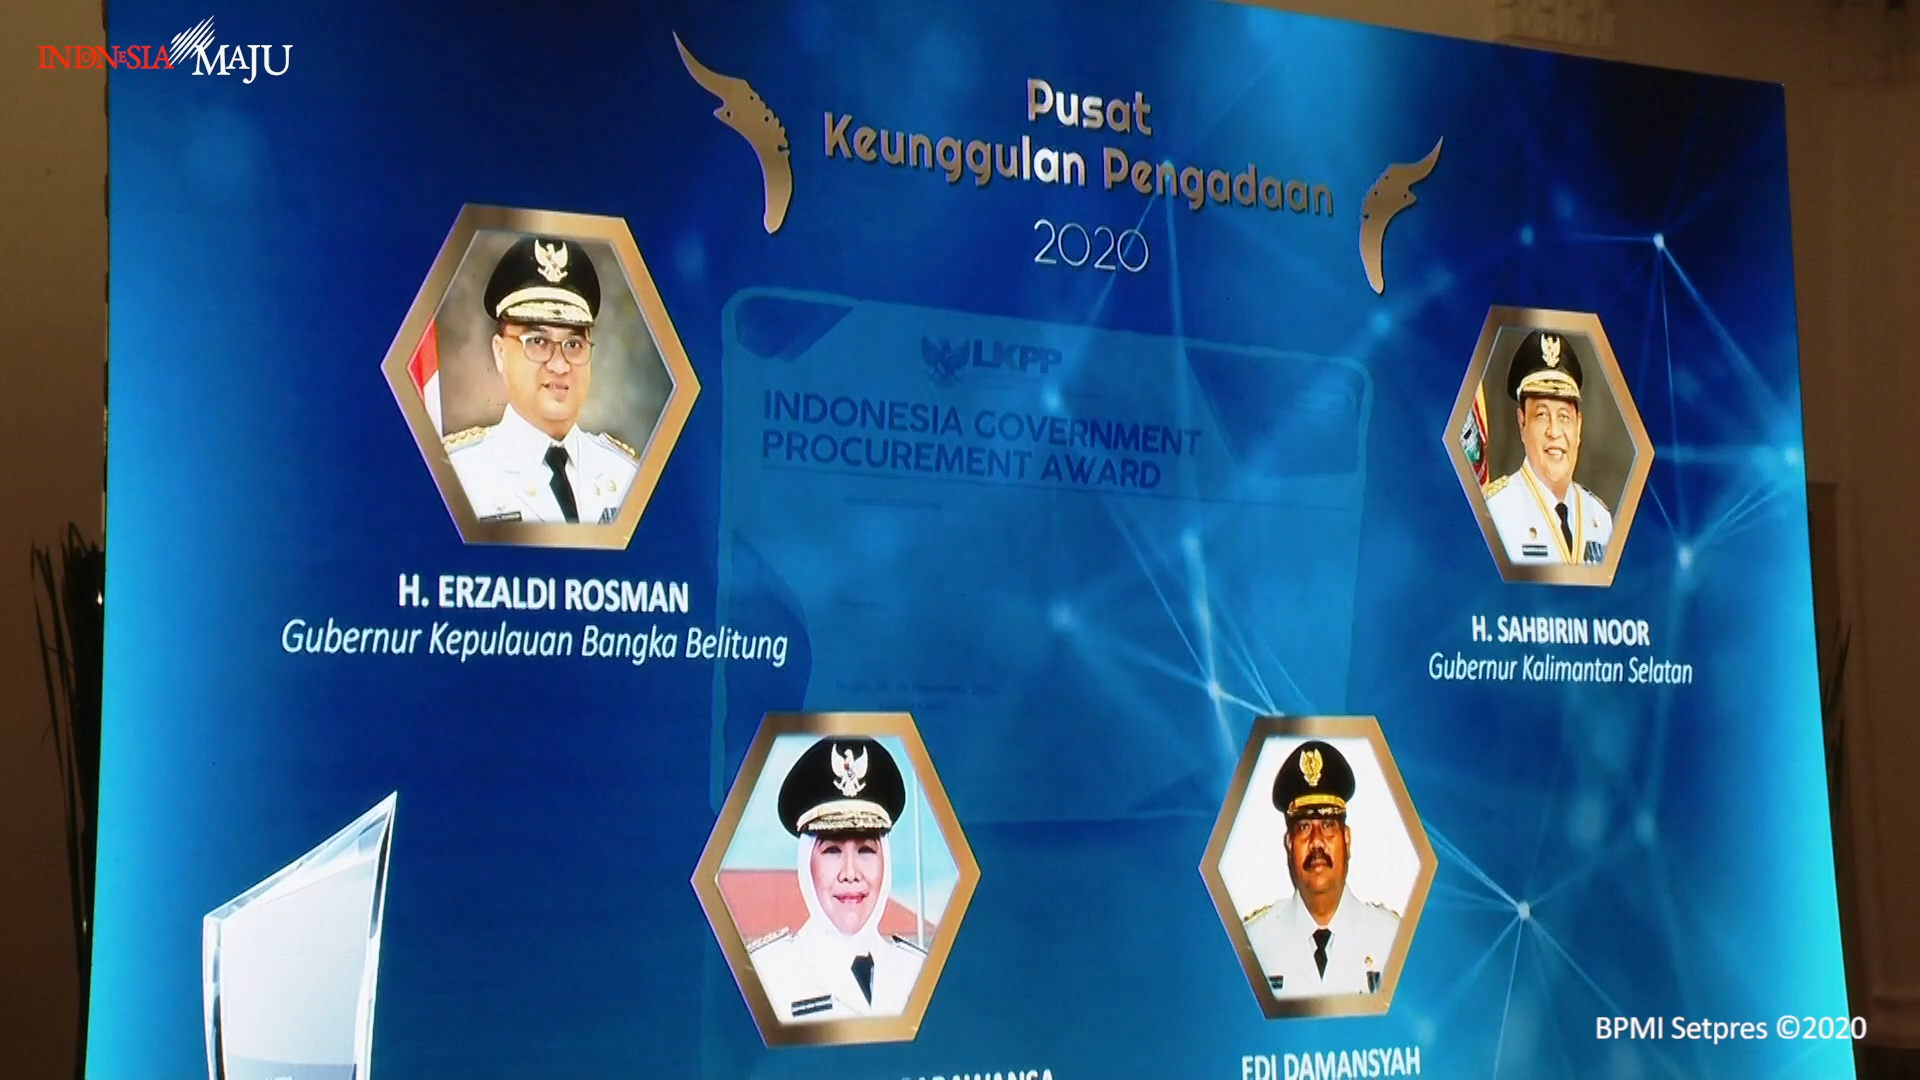 INDONESIA MAJU
Pusat
Keunggulan Pengadaan
2020
LKPP
INDONESIA GOVERNMENT
PROCUREMENT AWARD
H. ERZALDI ROSMAN
Gubernur Kepulauan Bangka Belitung
H. SAHBIRIN NOOR
Gubernur Kalimantan Selatan
EDI DAMANSYAH
BPMI Setpres ©2020